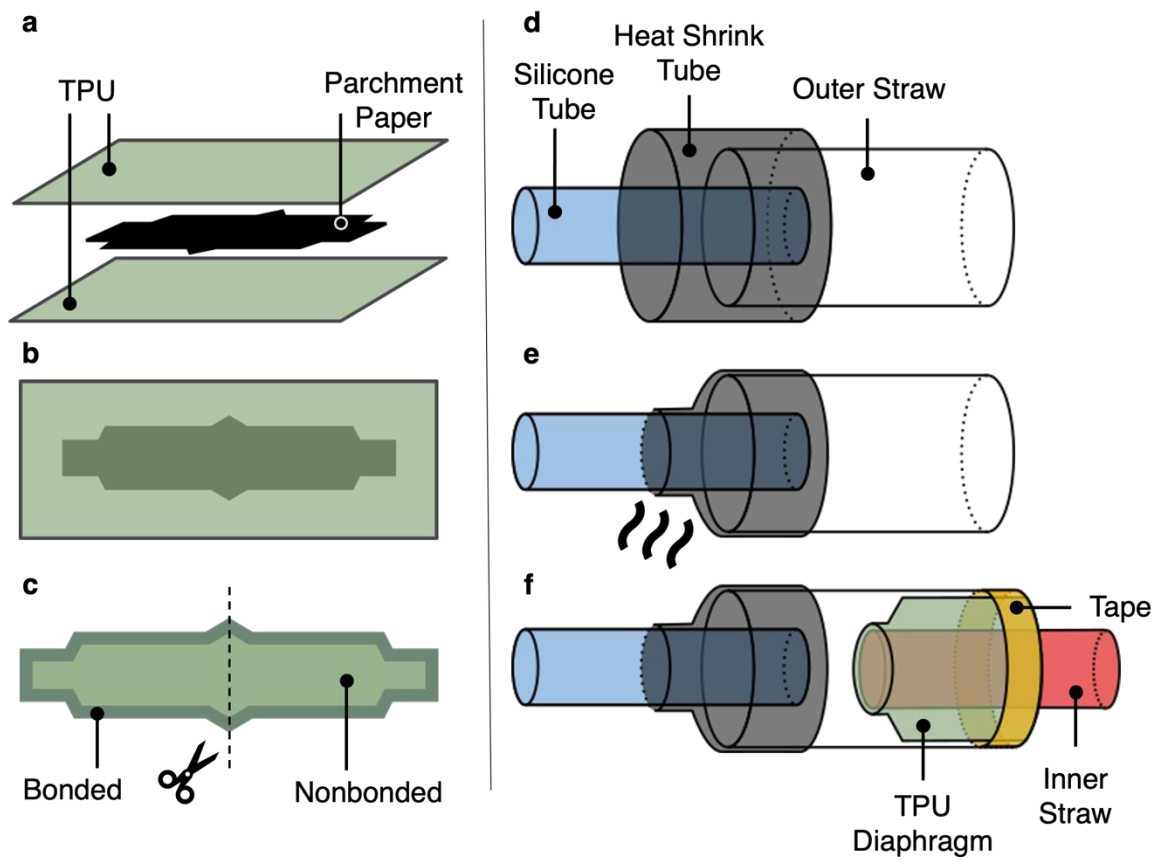 a
TPU
Parchment
Paper
b
c
Bonded
Nonbonded
d
Silicone
Tube
Heat Shrink
Tube
Outer Straw
e
f
Tape
TPU
Diaphragm
Inner
Straw